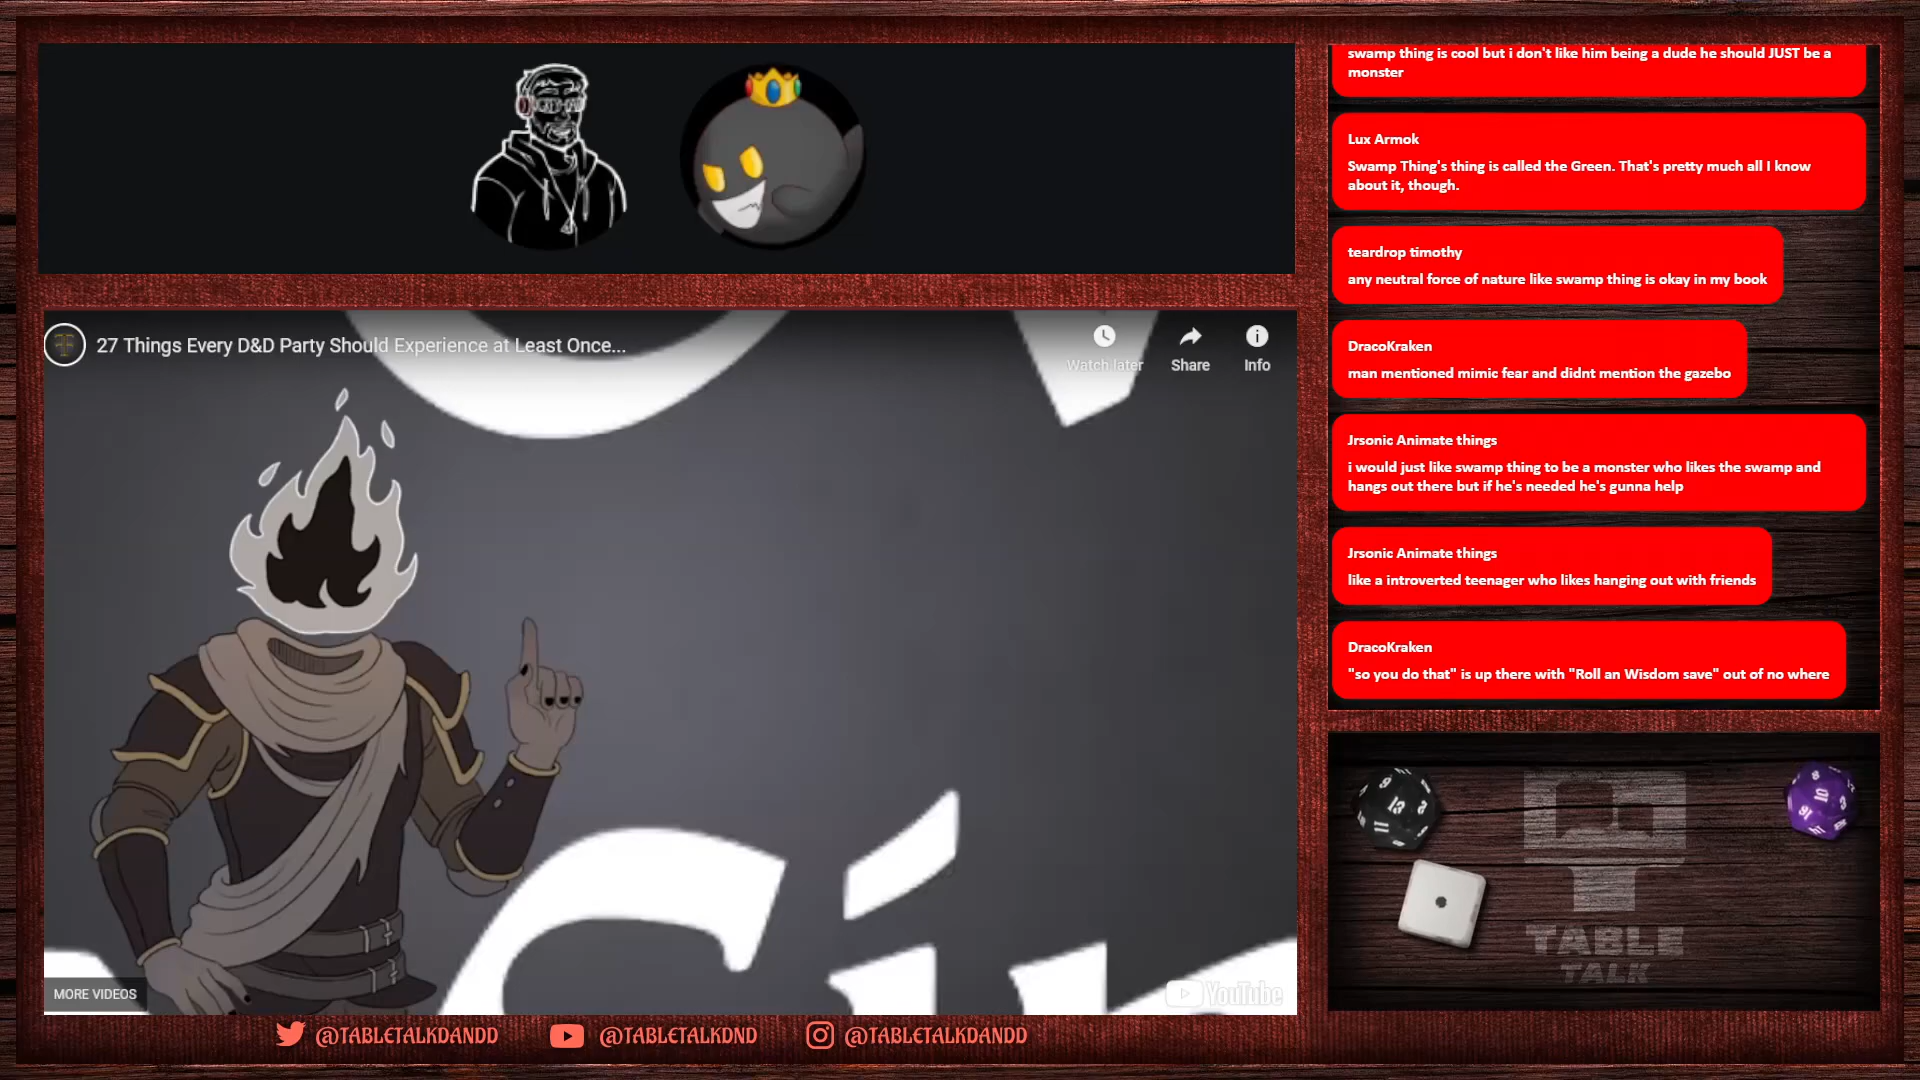 27 Things Every D&D Party Should Experience at Least Once...
Watch later
Share
Info
MORE VIDEOS
YouTube
@TABLETALKDANDD
@TABLETALKDND
@TABLETALKDANDD
swamp thing is cool but i don't like him being a dude he should JUST be a
monster
Lux Armok
Swamp Thing's thing is called the Green. That's pretty much all I know
about it, though.
teardrop timothy
any neutral force of nature like swamp thing is okay in my book
DracoKraken
man mentioned mimic fear and didnt mention the gazebo
Jrsonic Animate things
i would just like swamp thing to be a monster who likes the swamp and
hangs out there but if he's needed he's gunna help
Jrsonic Animate things
like a introverted teenager who likes hanging out with friends
DracoKraken
"so you do that" is up there with "Roll an Wisdom save" out of no where
TABLE
TALK